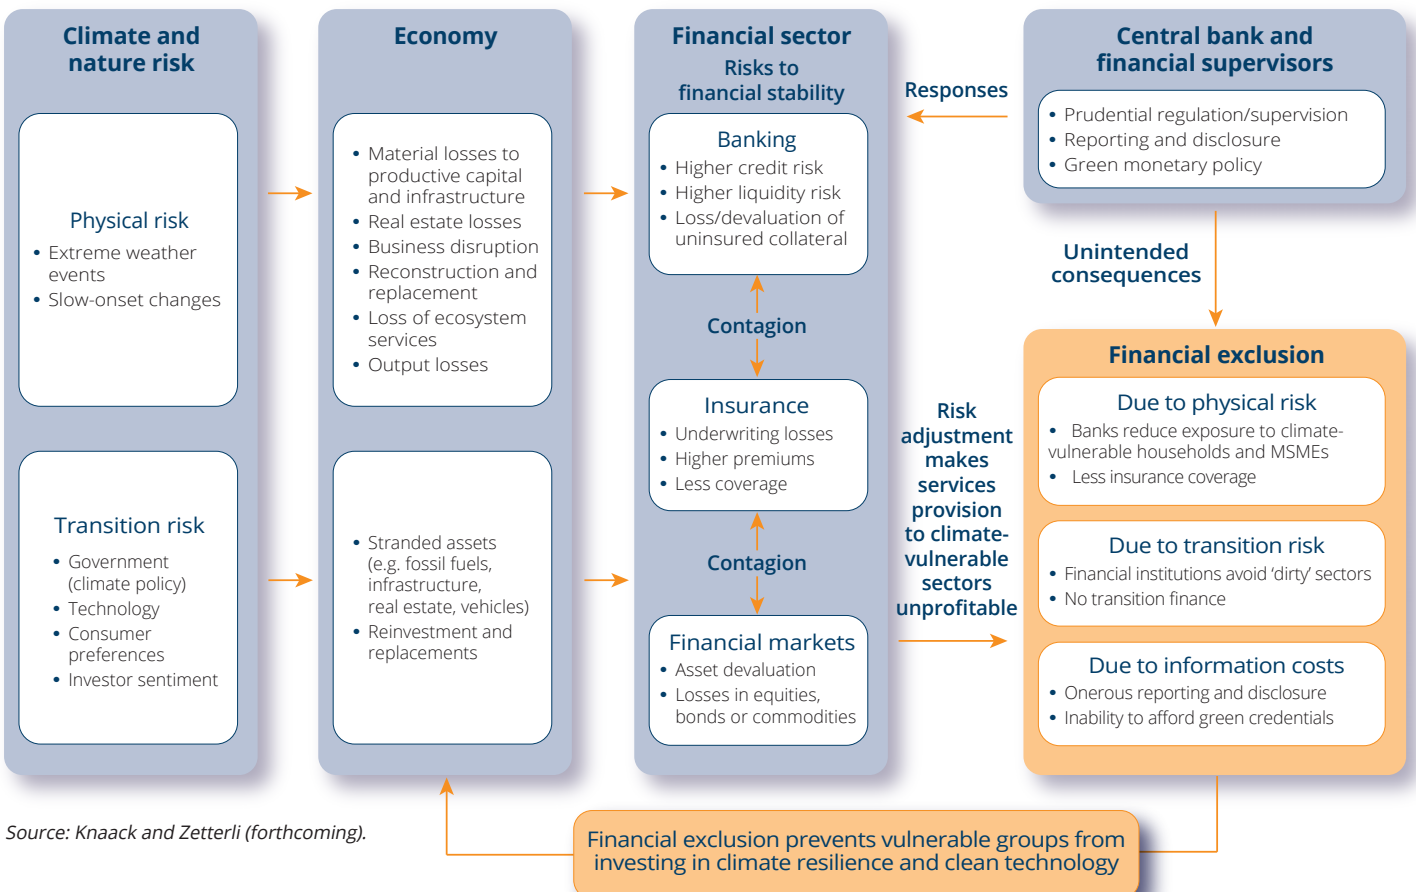 Climate and
nature risk
Physical risk
• Extreme weather
events
• Slow-onset changes
Transition risk
• Government
(climate policy)
• Technology
• Consumer
preferences
• Investor sentiment
Economy
• Material losses to
productive capital
and infrastructure
• Real estate losses
• Business disruption
• Reconstruction and
replacement
• Loss of ecosystem
services
• Output losses
• Stranded assets
(e.g. fossil fuels,
infrastructure,
real estate, vehicles)
• Reinvestment and
replacements
Financial sector
Risks to
financial stability
Banking
• Higher credit risk
• Higher liquidity risk
• Loss/devaluation of
uninsured collateral
Contagion
Insurance
• Underwriting losses
• Higher premiums
• Less coverage
Contagion
Financial markets
• Asset devaluation
• Losses in equities,
bonds or commodities
Responses
Risk
adjustment
makes
services
provision
to climate-
vulnerable
sectors
unprofitable
Central bank and
financial supervisors
• Prudential regulation/supervision
• Reporting and disclosure
• Green monetary policy
Unintended
consequences
Financial exclusion
Due to physical risk
• Banks reduce exposure to climate-
vulnerable households and MSMEs
• Less insurance coverage
Due to transition risk
• Financial institutions avoid ‘dirty’ sectors
• No transition finance
Due to information costs
• Onerous reporting and disclosure
• Inability to afford green credentials
Financial exclusion prevents vulnerable groups from
investing in climate resilience and clean technology
Source: Knaack and Zetterli (forthcoming).